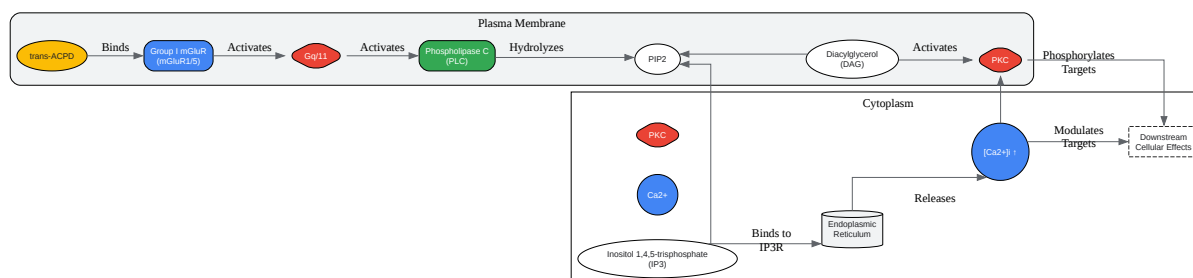 Plasma Membrane
trans-ACPD
Binds
Group I mGluR
(mGluR1/5)
Activates
Gq/11
Activates
Phospholipase C
(PLC)
Hydrolyzes
PIP2
Diacylglycerol
(DAG)
Activates
PKC
Phosphorylates
Targets
Cytoplasm
PKC
[Ca2+]i ↑
Modulates
Targets
Downstream
Cellular Effects
Ca2+
Releases
Endoplasmic
Reticulum
Binds to
IP3R
Inositol 1,4,5-trisphosphate
(IP3)